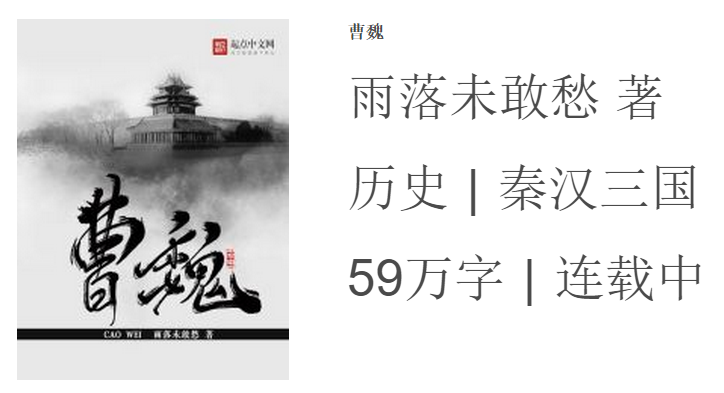 起点中文网
曹魏
CAO WEI 雨落未敢愁 著
曹魏
雨落未敢愁 著
历史 | 秦汉三国
59万字 | 连载中